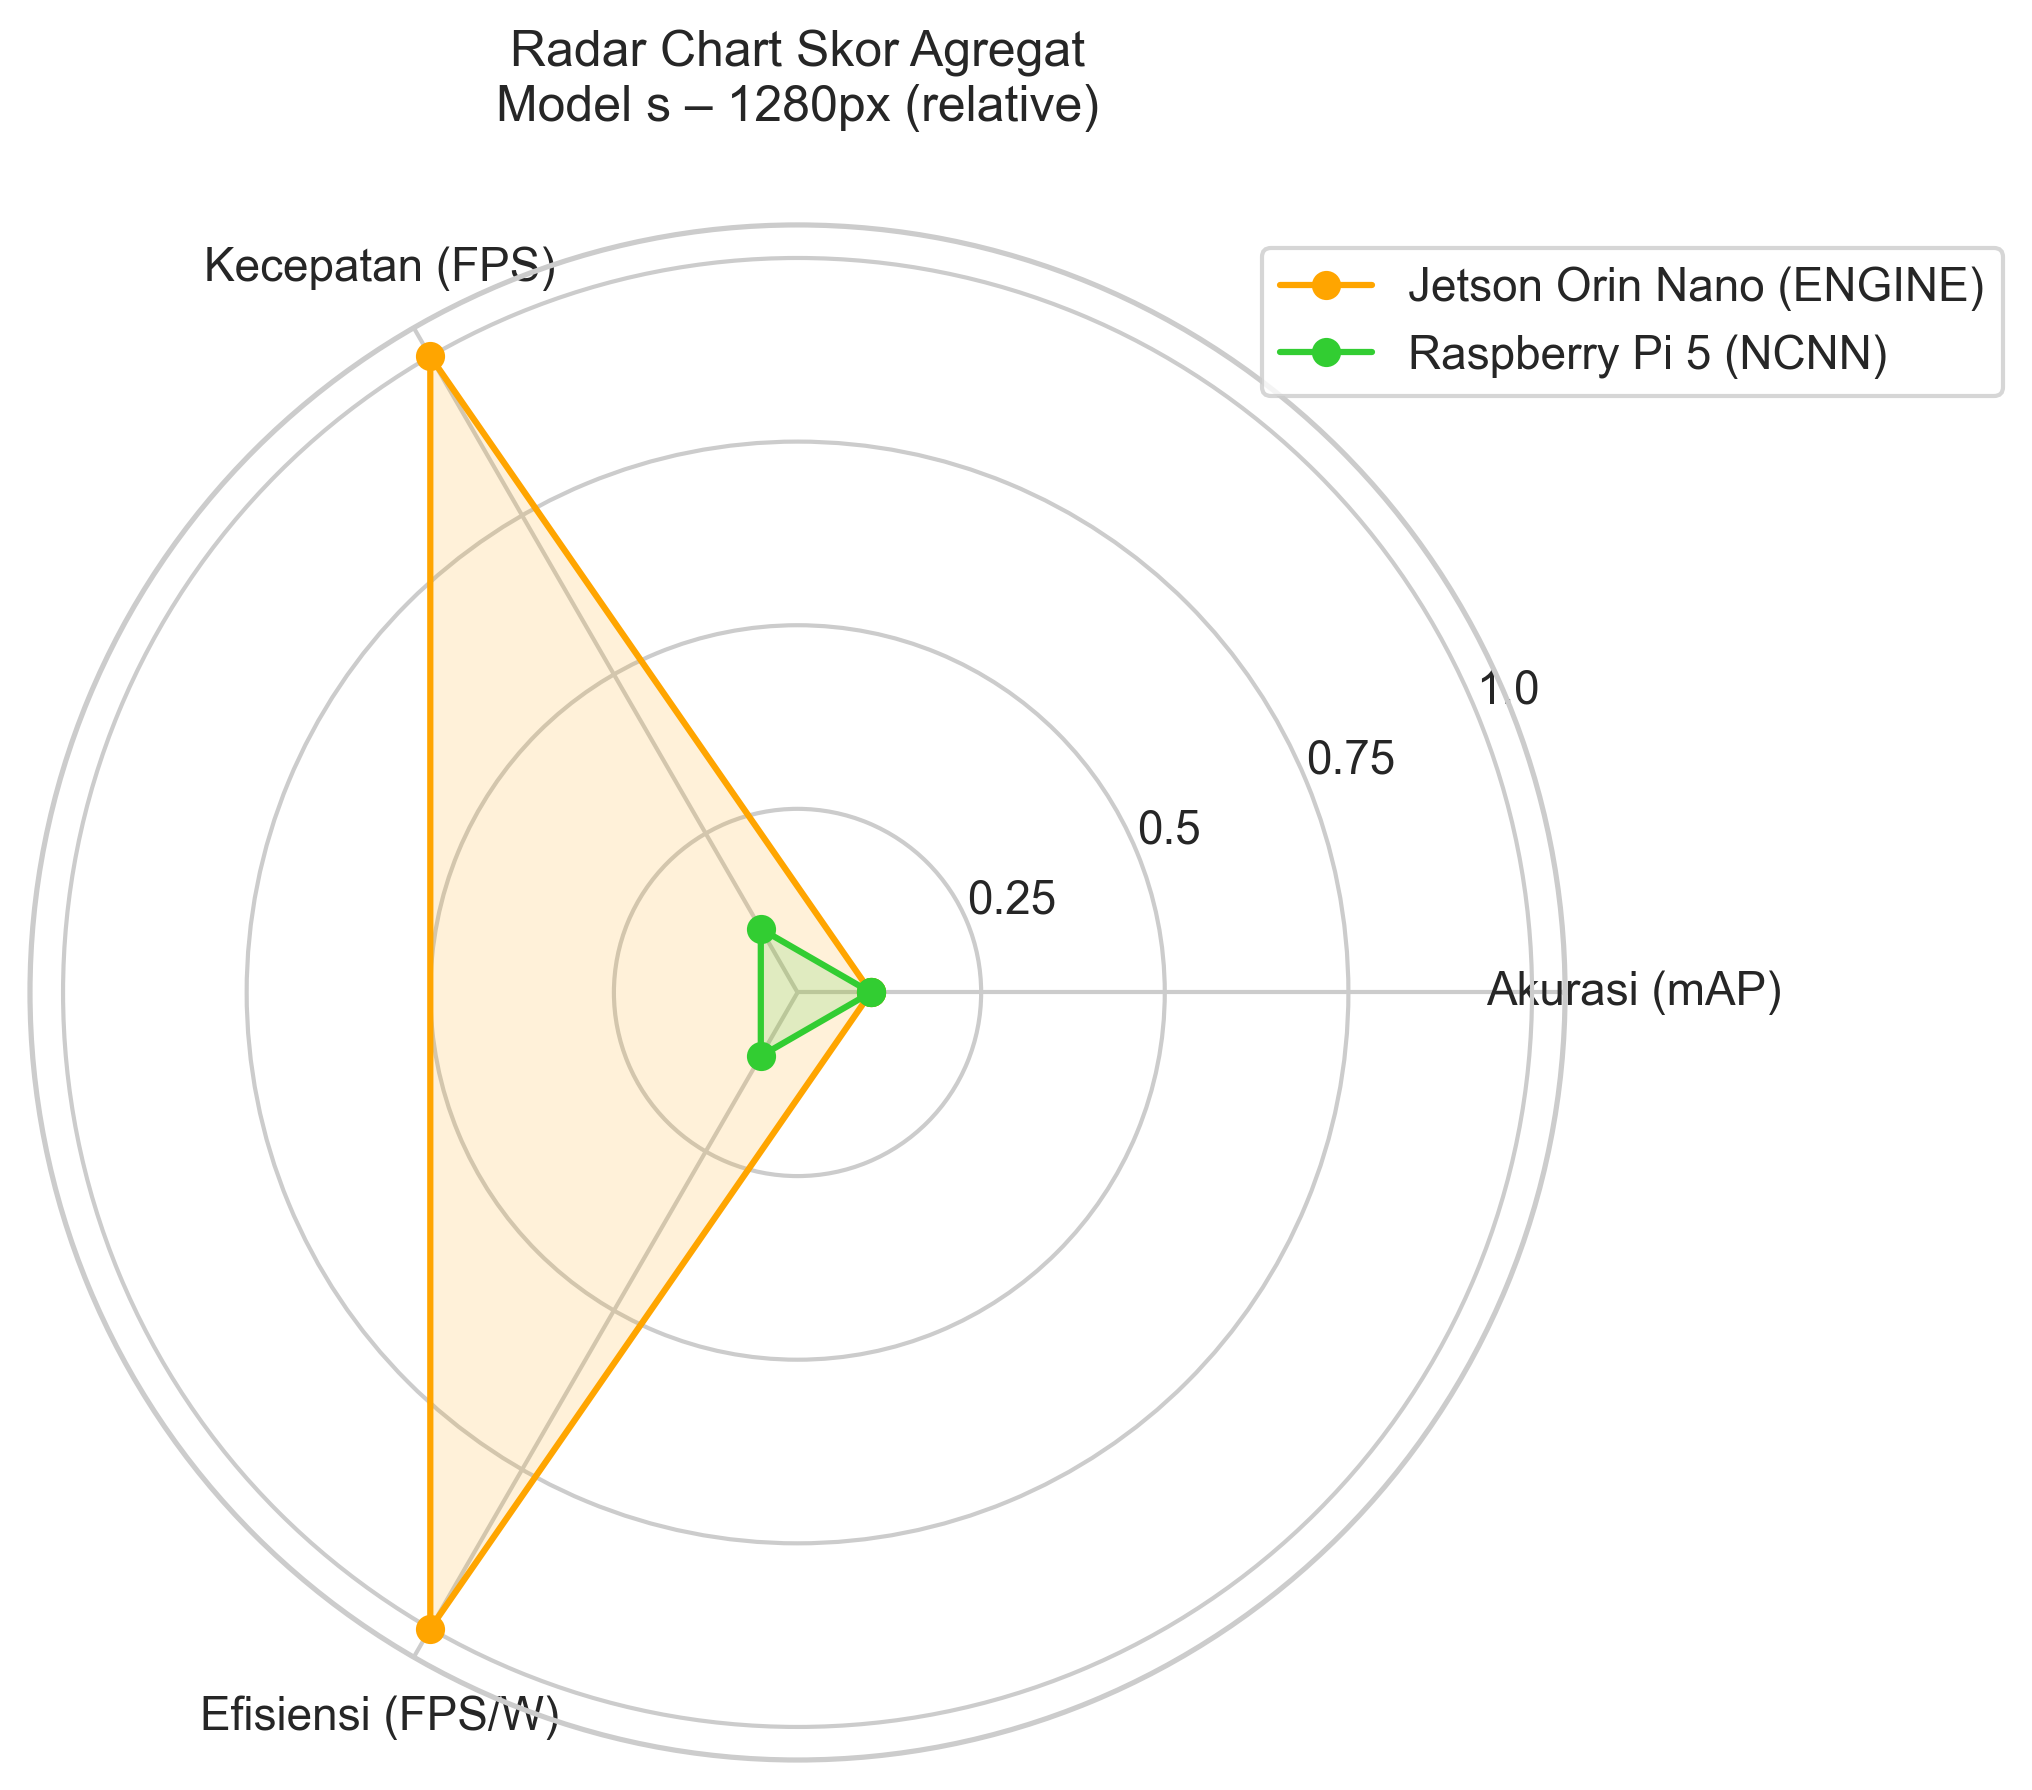 Radar Chart Skor Agregat
Model s – 1280px (relative)
Kecepatan (FPS)
Jetson Orin Nano (ENGINE)
Raspberry Pi 5 (NCNN)
1.0
0.75
0.5
0.25
Akurasi (mAP)
Efisiensi (FPS/W)